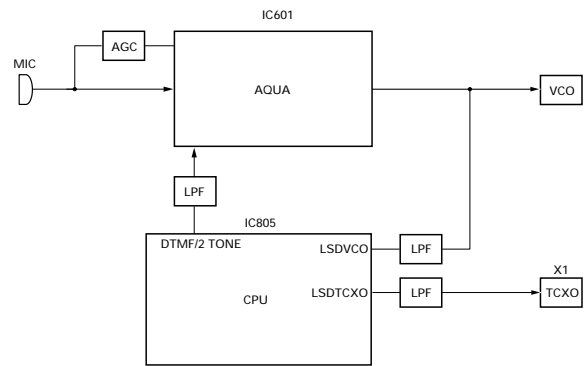 IC601
AGC
MIC
AQUA
VCO
LPF
IC805
DTMF/2 TONE
LSDVCO
LPF
X1
LSDTCXO
LPF
TCXO
CPU